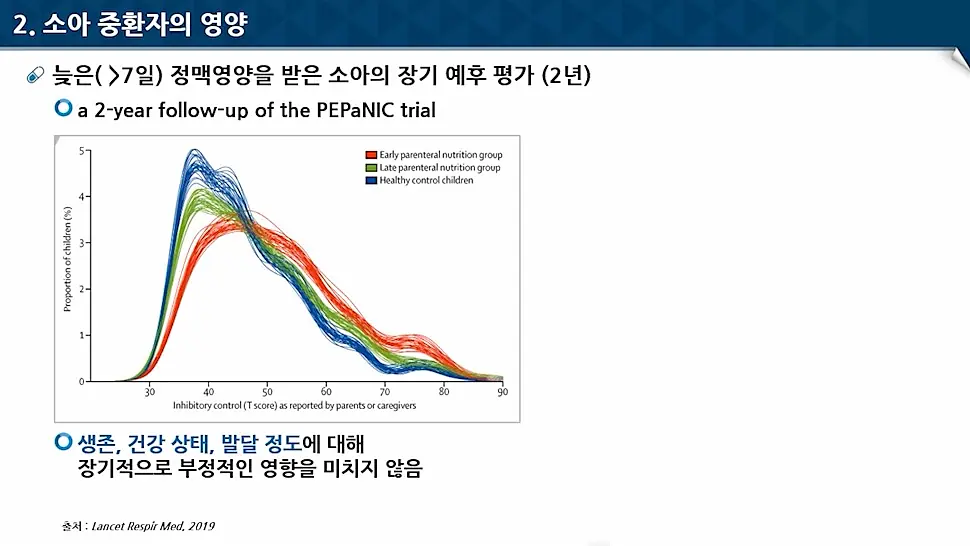 2. 소아 중환자의 영양
늦은( >7일) 정맥영양을 받은 소아의 장기 예후 평가 (2년)
a 2-year follow-up of the PEPaNIC trial
Early parenteral nutrition group
Late parenteral nutrition group
Healthy control children
Proportion of children (%)
5
4
3
2
1
0
30 40 50 60 70 80 90
Inhibitory control (T score) as reported by parents or caregivers
생존, 건강 상태, 발달 정도에 대해
장기적으로 부정적인 영향을 미치지 않음
출처 : Lancet Respir Med, 2019